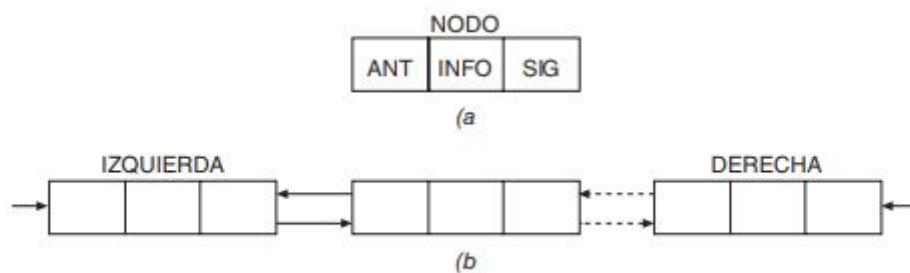 NODO
ANT INFO SIG
(a
IZQUIERDA DERECHA
(b